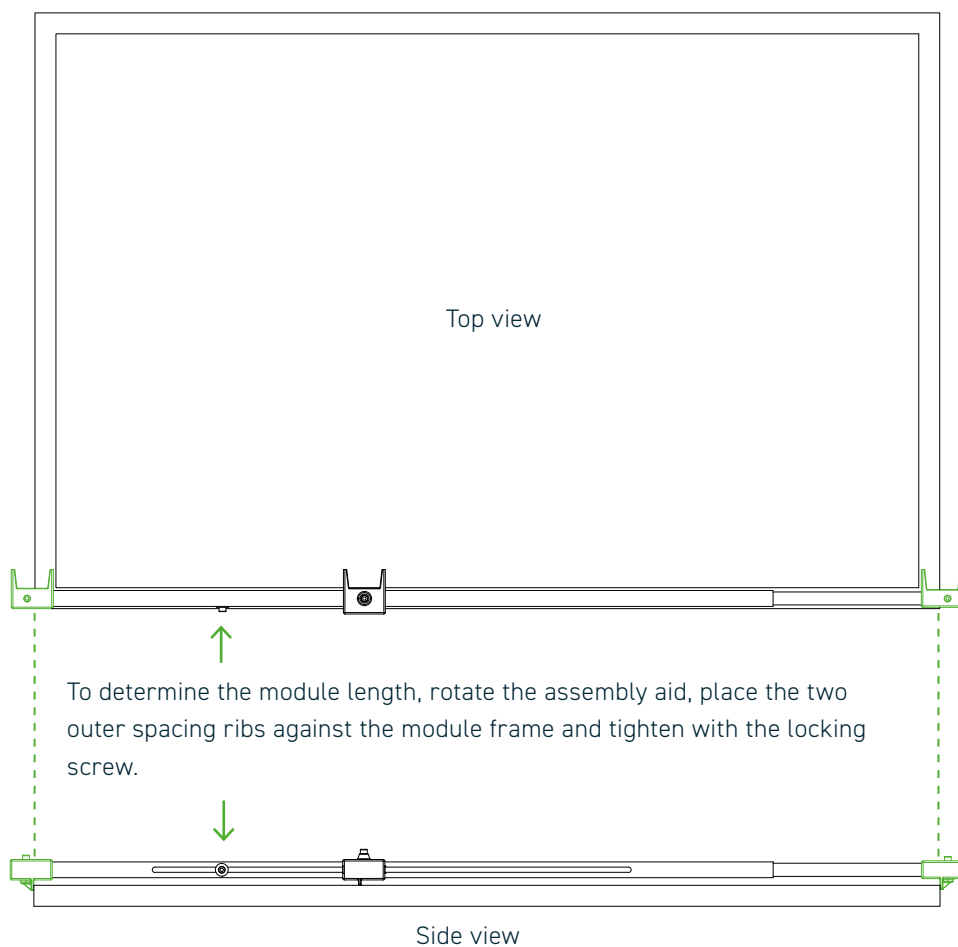 Top view
To determine the module length, rotate the assembly aid, place the two
outer spacing ribs against the module frame and tighten with the locking
screw.
Side view